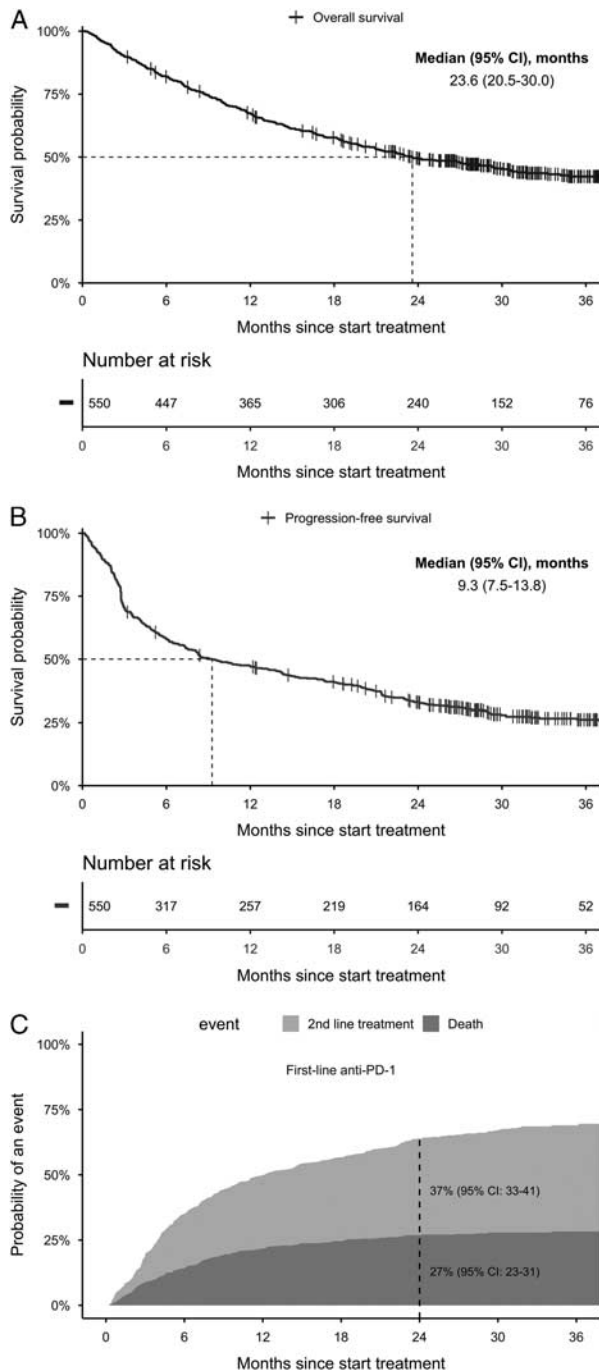 A
Overall survival
100%
75%
50%
25%
0%
Survival probability
Median (95% CI), months
23.6 (20.5-30.0)
0 6 12 18 24 30 36
Months since start treatment
Number at risk
550 447 365 306 240 152 76
0 6 12 18 24 30 36
Months since start treatment
B
Progression-free survival
100%
75%
50%
25%
0%
Survival probability
Median (95% CI), months
9.3 (7.5-13.8)
0 6 12 18 24 30 36
Months since start treatment
Number at risk
550 317 257 219 164 92 52
0 6 12 18 24 30 36
Months since start treatment
C
event 2nd line treatment Death
First-line anti-PD-1
100%
75%
50%
25%
0%
Probability of an event
37% (95% CI: 33-41)
27% (95% CI: 23-31)
0 6 12 18 24 30 36
Months since start treatment